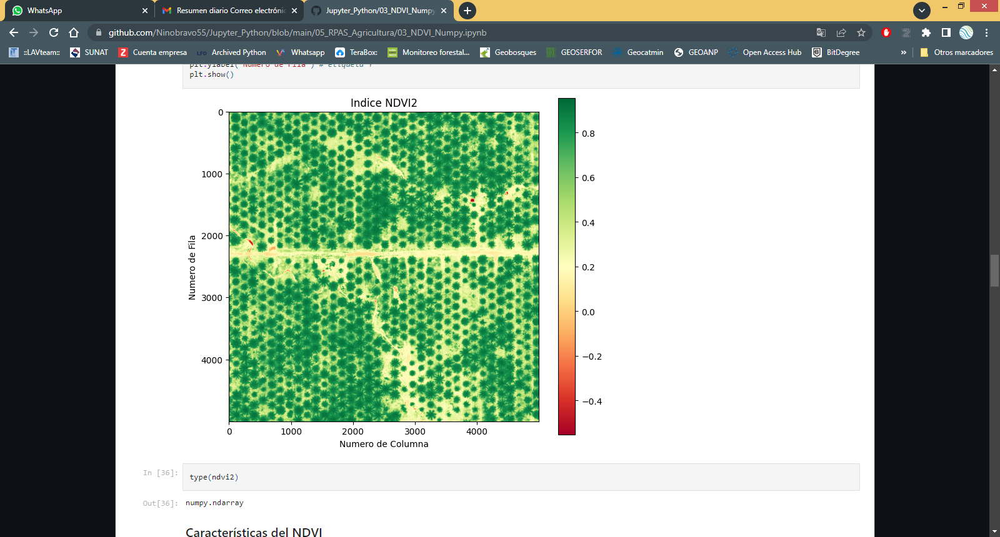 WhatsApp
Resumen diario Correo electrónic
Jupyter_Python/03_NDVI_Numpy
github.com/Ninobravo55/Jupyter_Python/blob/main/05_RPAS_Agricultura/03_NDVI_Numpy.ipynb
::LAVteam::
SUNAT
Cuenta empresa
LFD Archived Python
Whatsapp
TeraBox:
Monitoreo forestal...
Geobosques
GEOSERFOR
Geocatmin
GEOANP
Open Access Hub
BitDegree
»
Otros marcadores
plt.ylabel("Numero de Fila") # etiqueta Y
plt.show()
Indice NDVI2
0
1000
2000
3000
4000
Numero de Fila
0 1000 2000 3000 4000
Numero de Columna
0.8
0.6
0.4
0.2
0.0
−0.2
−0.4
In [36]:
type(ndvi2)
Out[36]:
numpy.ndarray
Características del NDVI